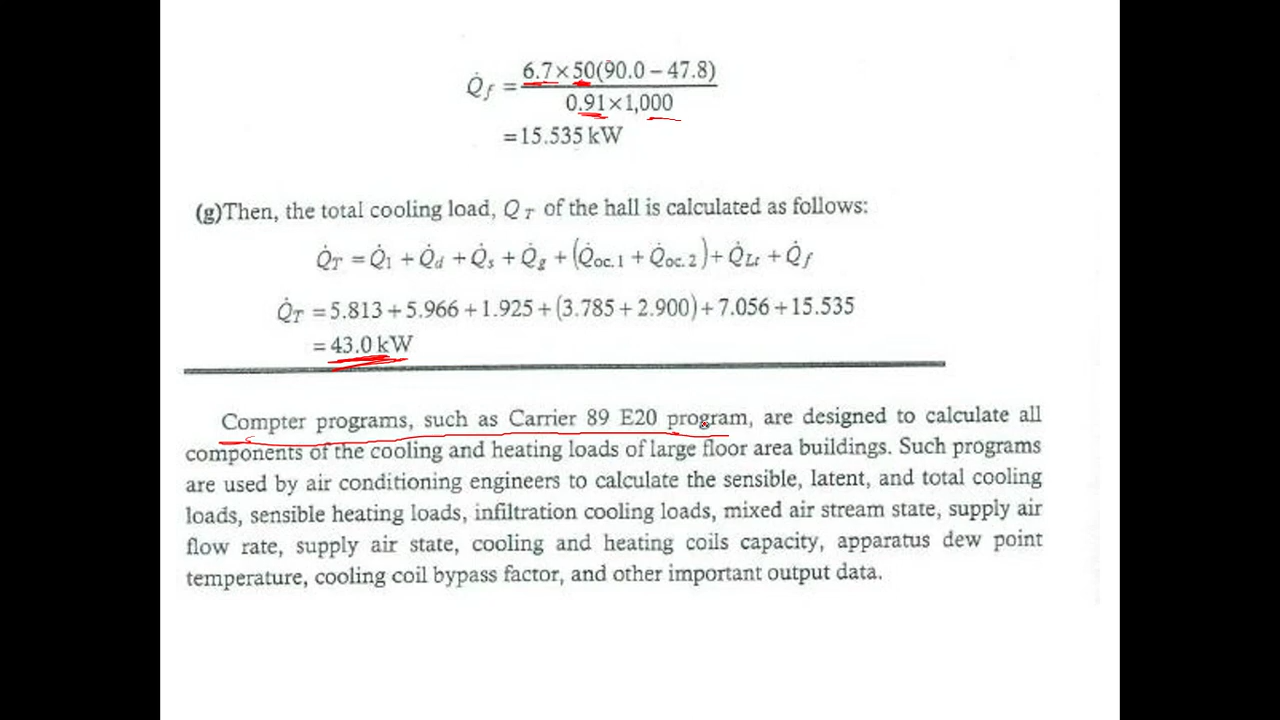 Q̇f = 6.7×50(90.0 − 47.8) / 0.91×1,000
=15.535 kW
(g)Then, the total cooling load, Q T of the hall is calculated as follows:
Q̇T = Q̇1 + Q̇d + Q̇s + Q̇g + (Q̇oc.1 + Q̇oc.2)+ Q̇Lt + Q̇f
Q̇T = 5.813 + 5.966 + 1.925 + (3.785 + 2.900) + 7.056 + 15.535
= 43.0 kW
Compter programs, such as Carrier 89 E20 program, are designed to calculate all
components of the cooling and heating loads of large floor area buildings. Such programs
are used by air conditioning engineers to calculate the sensible, latent, and total cooling
loads, sensible heating loads, infiltration cooling loads, mixed air stream state, supply air
flow rate, supply air state, cooling and heating coils capacity, apparatus dew point
temperature, cooling coil bypass factor, and other important output data.